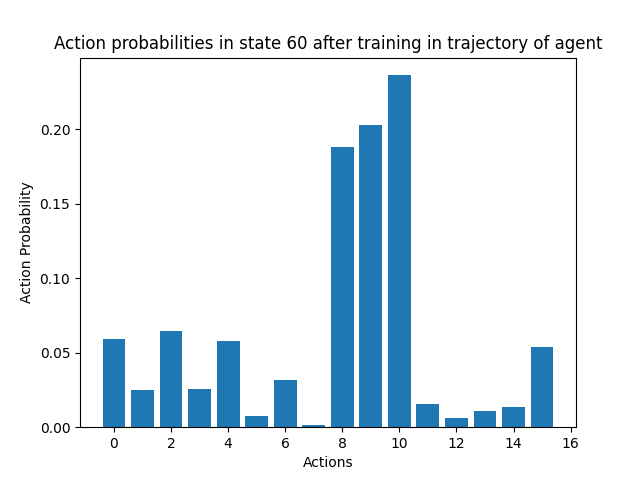 Action probabilities in state 60 after training in trajectory of agent
0.20
0.15
0.10
0.05
0.00
Action Probability
0 2 4 6 8 10 12 14 16
Actions